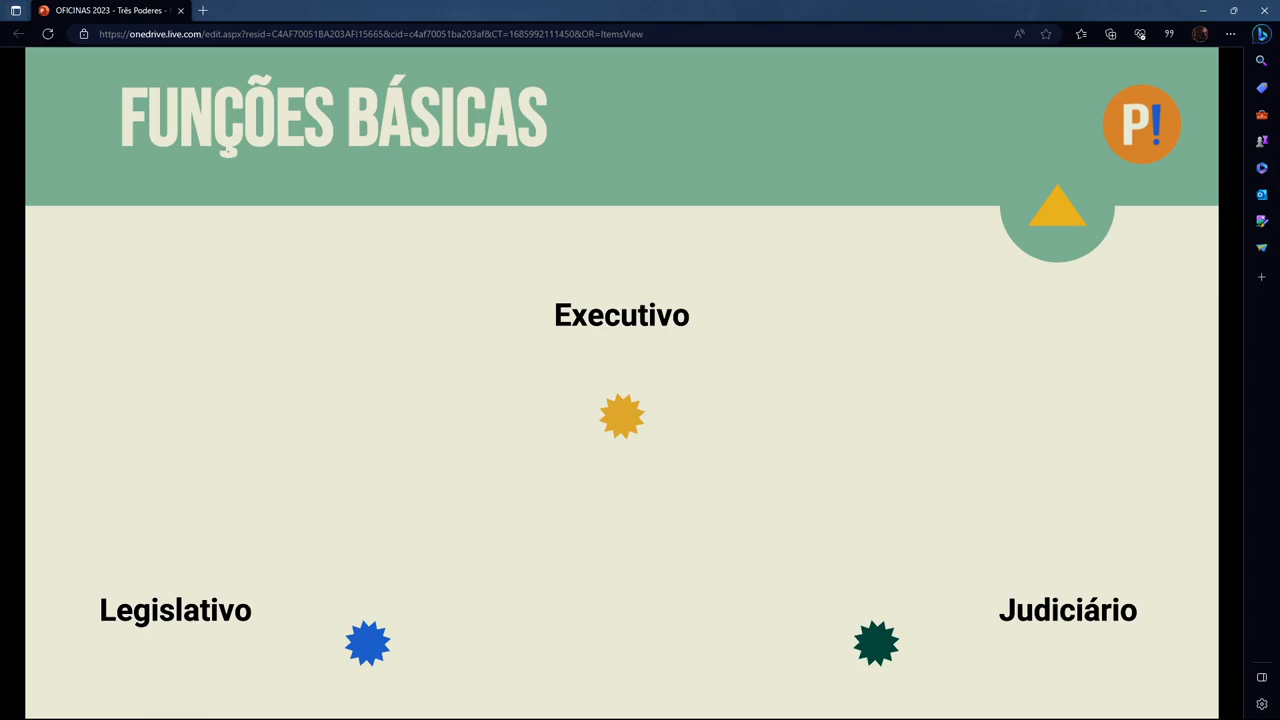 OFICINAS 2023 - Três Poderes -
https://onedrive.live.com/edit.aspx?resid=C4AF70051BA203AF!15665&cid=c4af70051ba203af&CT=1685992111450&OR=ItemsView
FUNÇÕES BÁSICAS
P!
Executivo
Legislativo
Judiciário